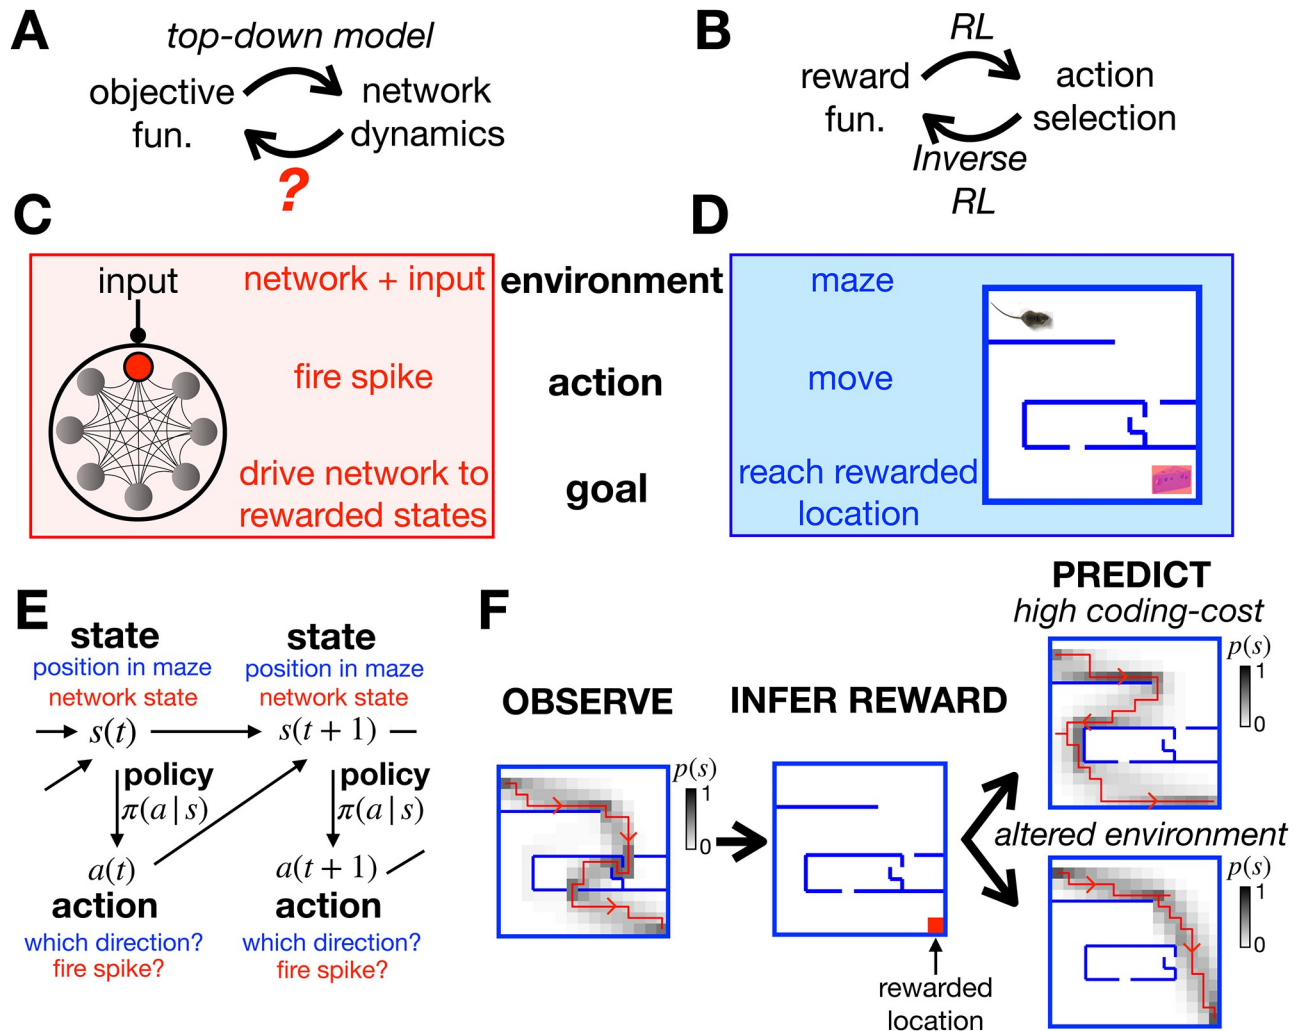 A
top-down model
objective
fun.
network
dynamics
?
B
RL
reward
fun.
action
selection
Inverse
RL
C
input
network + input
fire spike
drive network to
rewarded states
environment
action
goal
D
maze
move
reach rewarded
location
E
state
position in maze
network state
s(t)
policy
π(a|s)
a(t)
action
which direction?
fire spike?
state
position in maze
network state
s(t + 1)
policy
π(a|s)
a(t + 1)
action
which direction?
fire spike?
F
OBSERVE
p(s)
1
0
INFER REWARD
rewarded
location
PREDICT
high coding-cost
p(s)
1
0
altered environment
p(s)
1
0